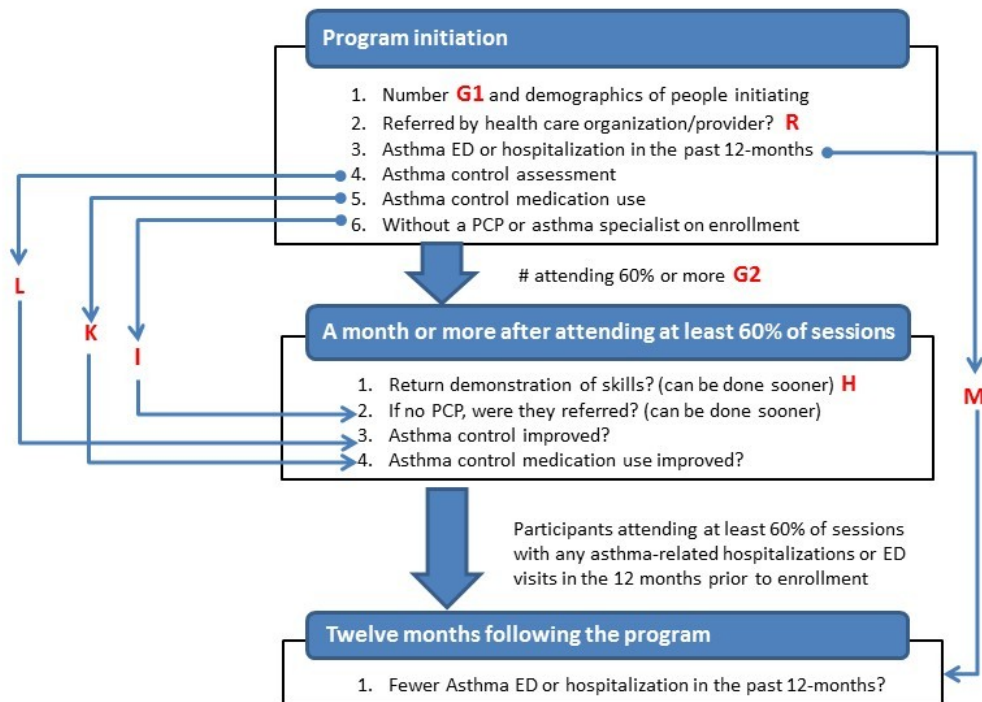 Program initiation
1. Number G1 and demographics of people initiating
2. Referred by health care organization/provider? R
3. Asthma ED or hospitalization in the past 12-months
4. Asthma control assessment
5. Asthma control medication use
6. Without a PCP or asthma specialist on enrollment
# attending 60% or more G2
L
K
I
M
A month or more after attending at least 60% of sessions
1. Return demonstration of skills? (can be done sooner) H
2. If no PCP, were they referred? (can be done sooner)
3. Asthma control improved?
4. Asthma control medication use improved?
Participants attending at least 60% of sessions
with any asthma-related hospitalizations or ED
visits in the 12 months prior to enrollment
Twelve months following the program
1. Fewer Asthma ED or hospitalization in the past 12-months?